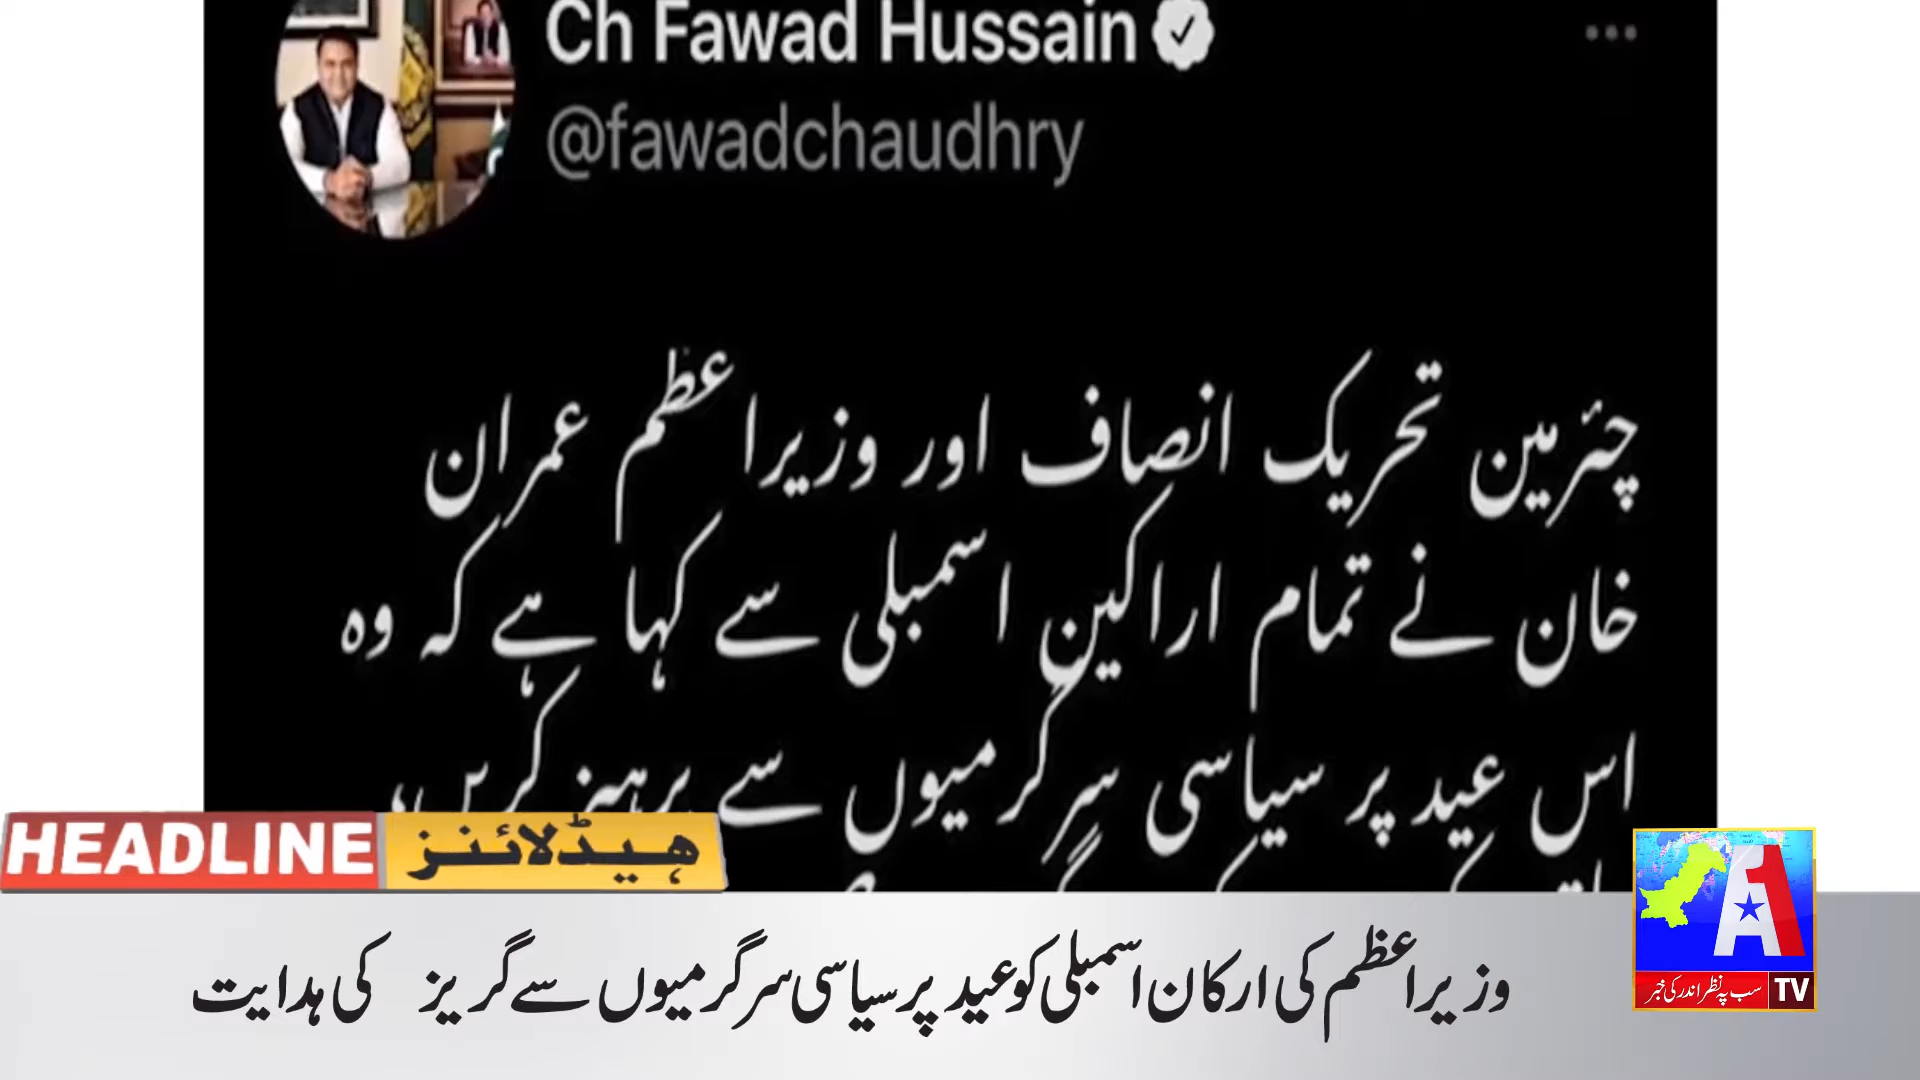 Ch Fawad Hussain
@fawadchaudhry
چئرمین تحریک انصاف اور وزیراعظم عمران
خان نے تمام اراکین اسمبلی سے کہا ہے کہ وہ
اس عید پر سیاسی سرگرمیوں سے پرہیز کریں،
HEADLINE ہیڈلائنز
وزیراعظم کی ارکان اسمبلی کو عید پر سیاسی سرگرمیوں سے گریز کی ہدایت
A1
سب پہ نظر اندر کی خبر TV